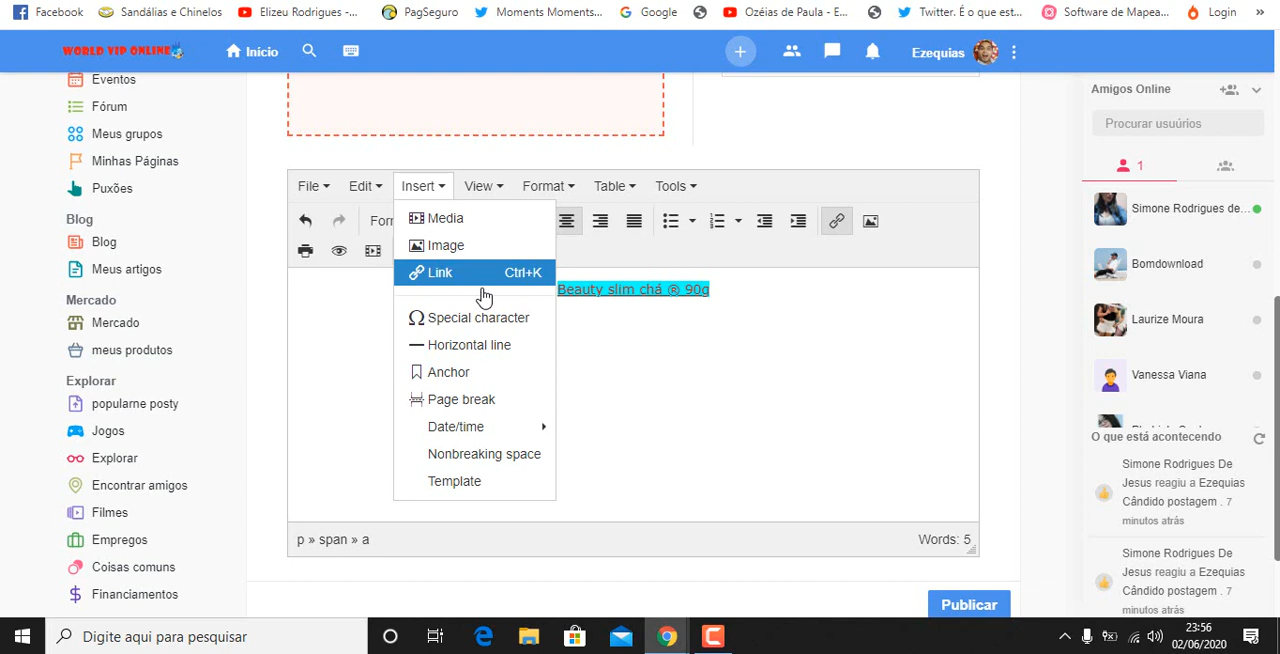 Facebook
Sandálias e Chinelos
Elizeu Rodrigues -...
PagSeguro
Moments Moments...
Google
Ozéias de Paula - E...
Twitter. É o que est...
Software de Mapea...
Login
»
WORLD VIP ONLINE
Início
Ezequias
Eventos
Fórum
Meus grupos
Minhas Páginas
Puxões
Blog
Blog
Meus artigos
Mercado
Mercado
meus produtos
Explorar
popularne posty
Jogos
Explorar
Encontrar amigos
Filmes
Empregos
Coisas comuns
Financiamentos
File Edit Insert View Format Table Tools
Media
Image
Link Ctrl+K
Special character
Horizontal line
Anchor
Page break
Date/time
Nonbreaking space
Template
Beauty slim chá ® 90g
p » span » a
Words: 5
Publicar
Amigos Online
Procurar usuários
1
Simone Rodrigues de...
Bomdownload
Laurize Moura
Vanessa Viana
O que está acontecendo
Simone Rodrigues De
Jesus reagiu a Ezequias
Cândido postagem . 7
minutos atrás
Simone Rodrigues De
Jesus reagiu a Ezequias
Cândido postagem . 7
minutos atrás
Digite aqui para pesquisar
23:56
02/06/2020